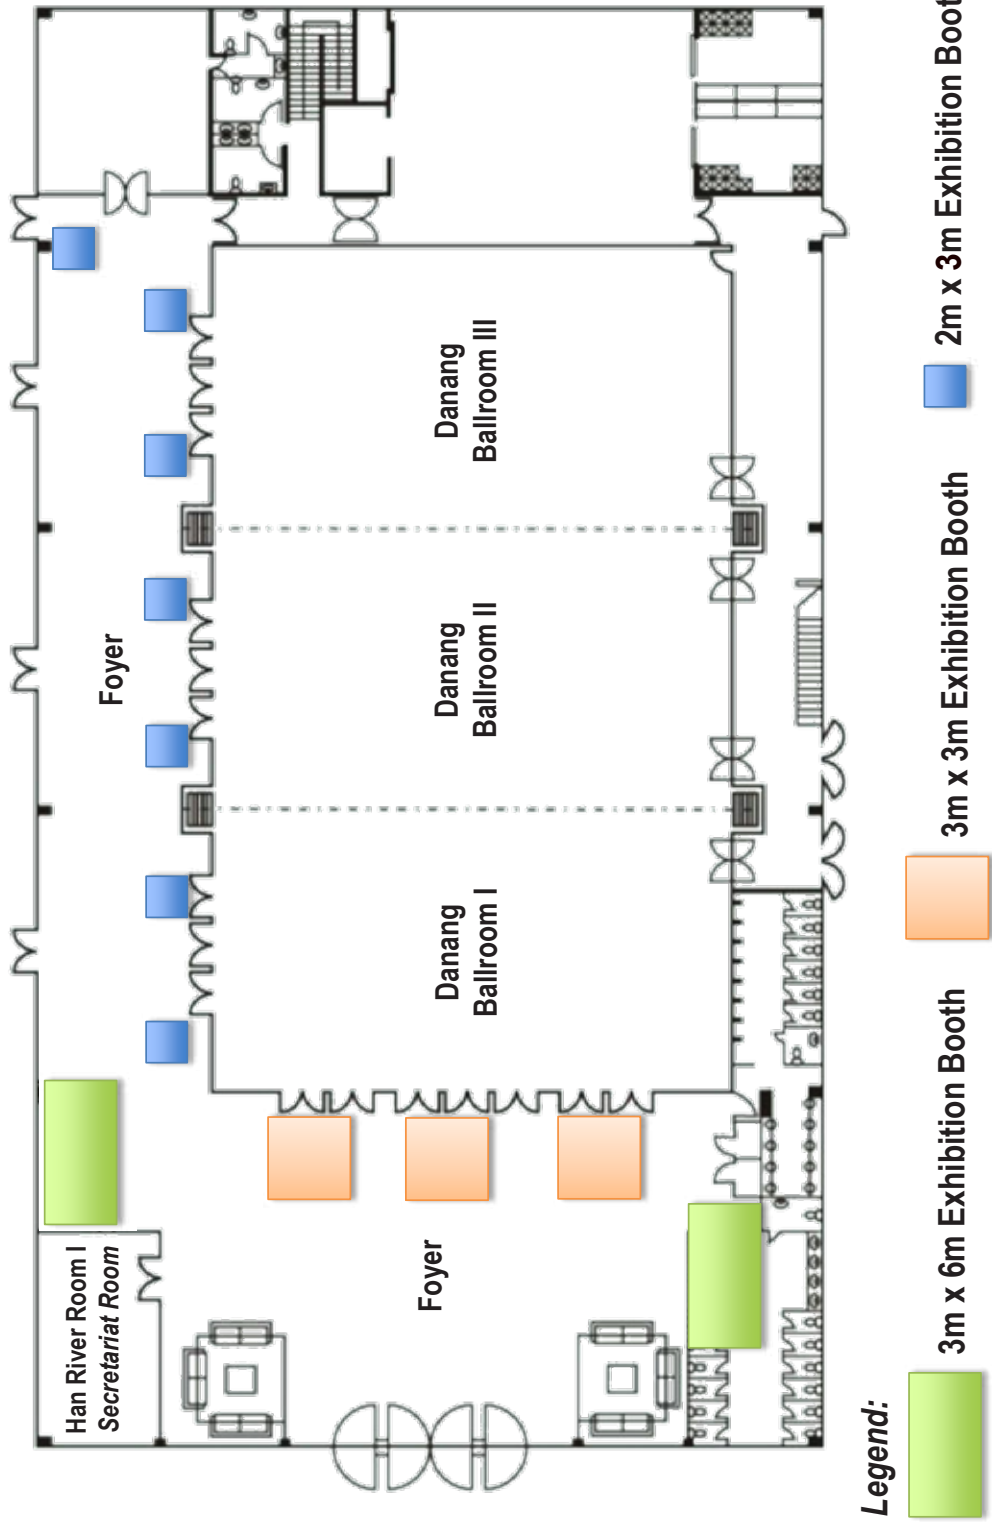 Han River Room I
Secretariat Room
Foyer
Foyer
Danang
Ballroom I
Danang
Ballroom II
Danang
Ballroom III
Legend:
3m x 6m Exhibition Booth
3m x 3m Exhibition Booth
2m x 3m Exhibition Boot